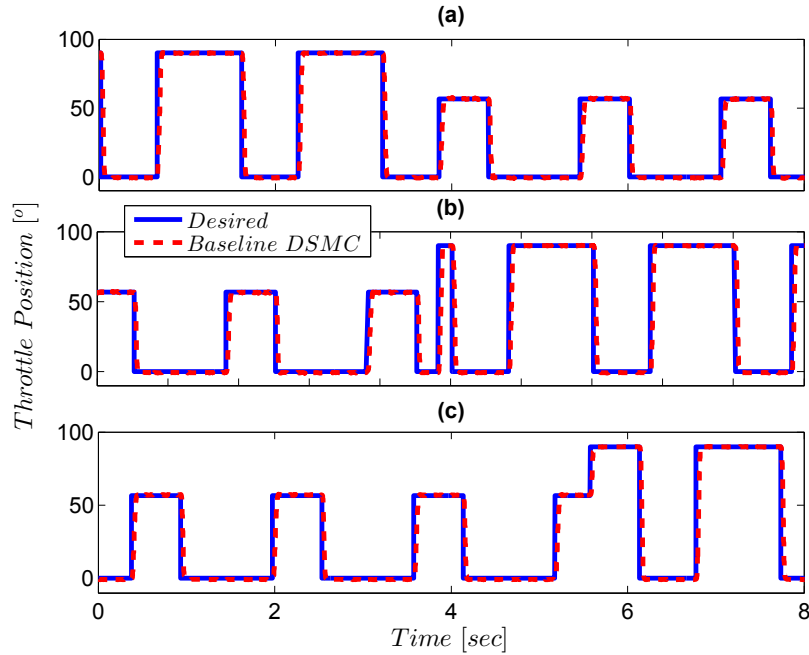 (a)
100
50
0
Desired
Baseline DSMC
(b)
100
50
0
Throttle Position [o]
(c)
100
50
0
0 2 4 6 8
Time [sec]